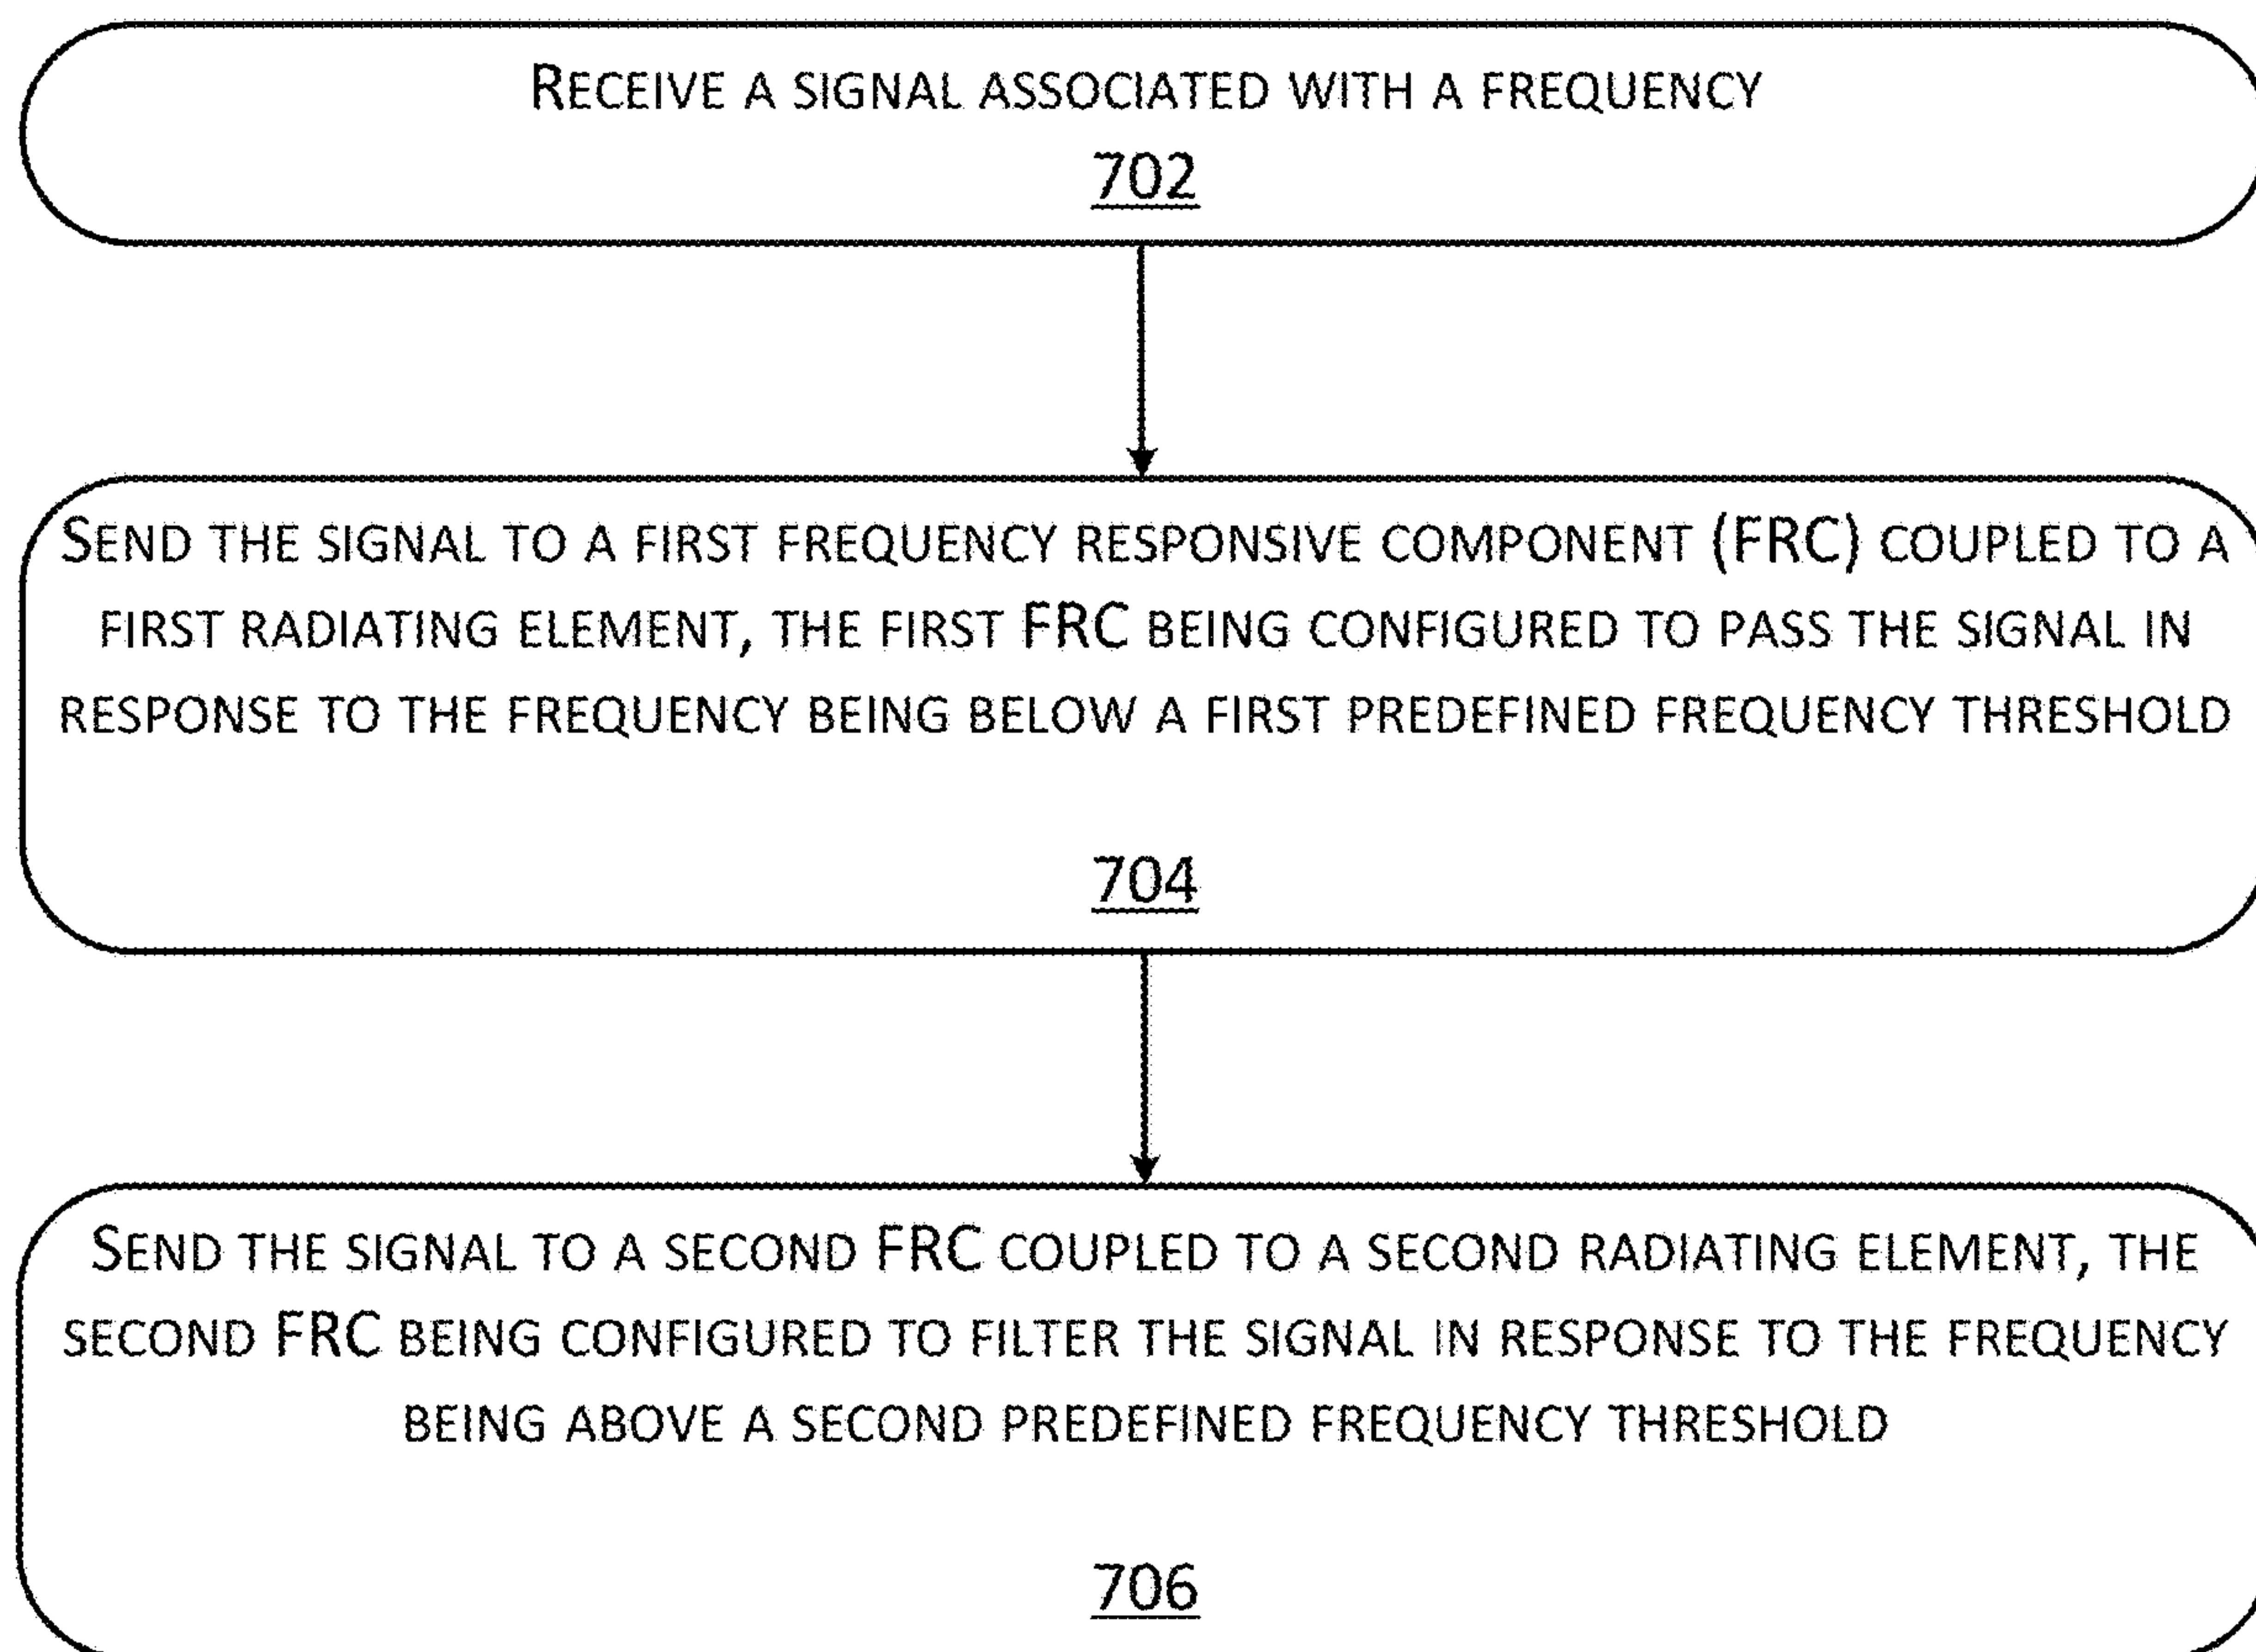 RECEIVE A SIGNAL ASSOCIATED WITH A FREQUENCY
702
SEND THE SIGNAL TO A FIRST FREQUENCY RESPONSIVE COMPONENT (FRC) COUPLED TO A
FIRST RADIATING ELEMENT, THE FIRST FRC BEING CONFIGURED TO PASS THE SIGNAL IN
RESPONSE TO THE FREQUENCY BEING BELOW A FIRST PREDEFINED FREQUENCY THRESHOLD
704
SEND THE SIGNAL TO A SECOND FRC COUPLED TO A SECOND RADIATING ELEMENT, THE
SECOND FRC BEING CONFIGURED TO FILTER THE SIGNAL IN RESPONSE TO THE FREQUENCY
BEING ABOVE A SECOND PREDEFINED FREQUENCY THRESHOLD
706